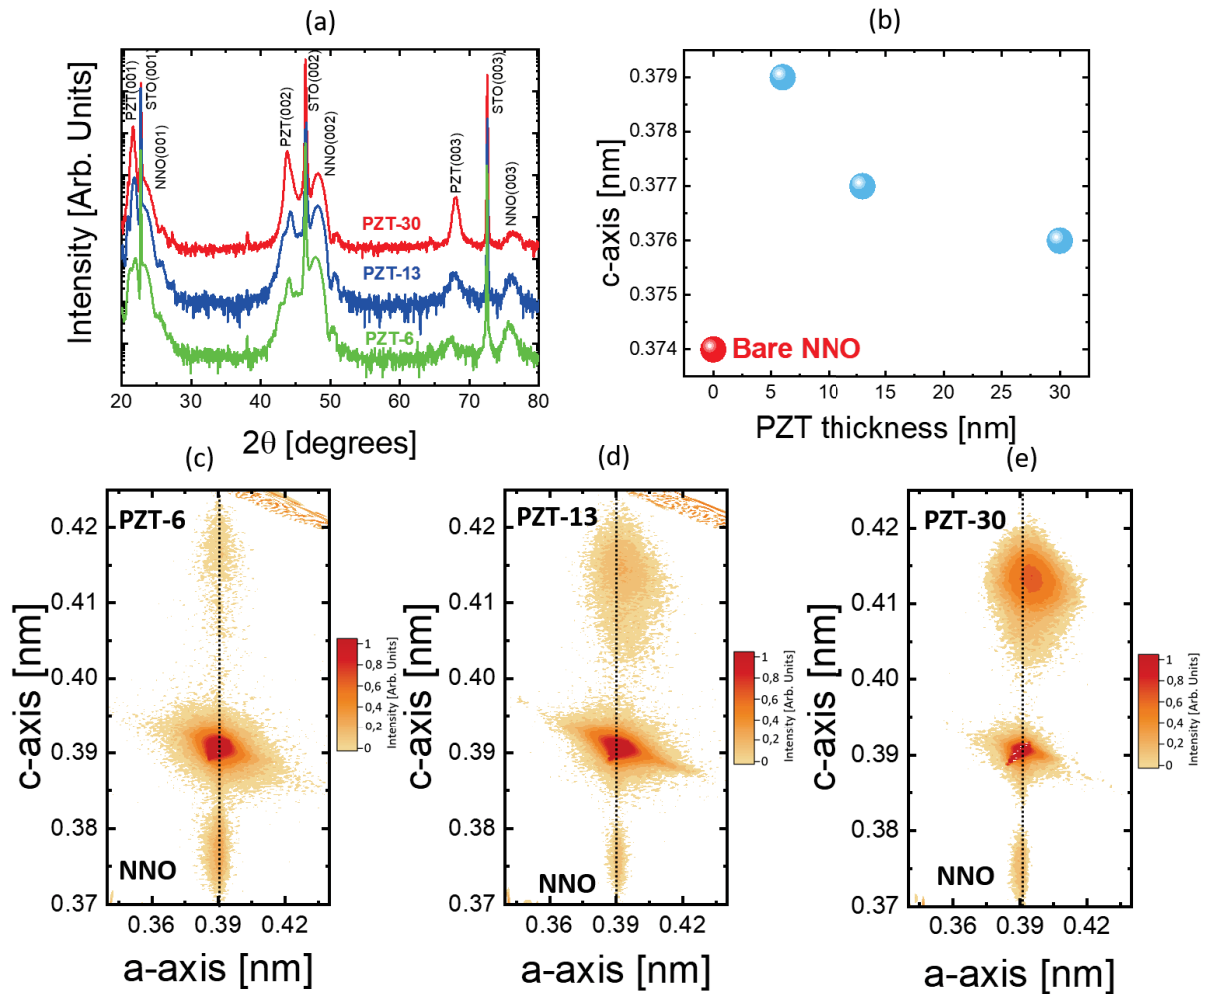 (a)
Intensity [Arb. Units]
PZT(001)
STO(001)
NNO(001)
PZT(002)
STO(002)
NNO(002)
PZT(003)
STO(003)
NNO(003)
PZT-30
PZT-13
PZT-6
20 30 40 50 60 70 80
2θ [degrees]
(b)
c-axis [nm]
0.379
0.378
0.377
0.376
0.375
0.374
Bare NNO
0 5 10 15 20 25 30
PZT thickness [nm]
(c)
c-axis [nm]
0.42
0.41
0.40
0.39
0.38
0.37
PZT-6
NNO
1
0,8
0,6
0,4
0,2
0
Intensity [Arb. Units]
0.36 0.39 0.42
a-axis [nm]
(d)
c-axis [nm]
0.42
0.41
0.40
0.39
0.38
0.37
PZT-13
NNO
1
0,8
0,6
0,4
0,2
0
Intensity [Arb. Units]
0.36 0.39 0.42
a-axis [nm]
(e)
c-axis [nm]
0.42
0.41
0.40
0.39
0.38
0.37
PZT-30
NNO
1
0,8
0,6
0,4
0,2
0
Intensity [Arb. Units]
0.36 0.39 0.42
a-axis [nm]